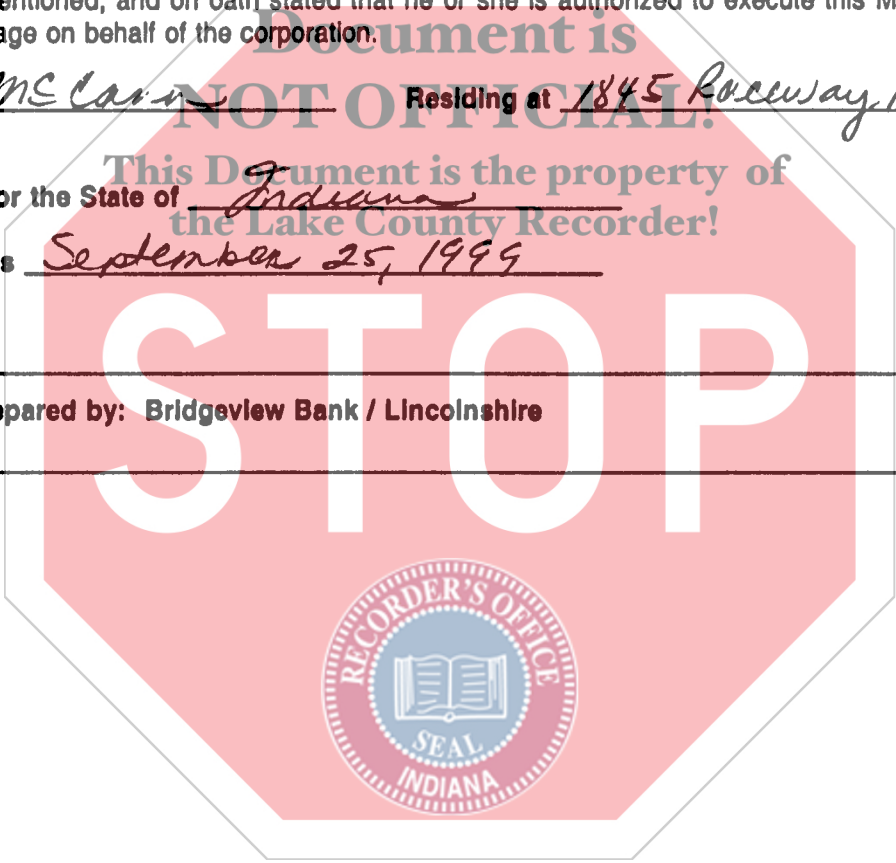 entioned, and on oath stated that he or she is authorized to execute this M
age on behalf of the corporation.
Document is
McCann Residing at 1845 Raceway
NOT OFFICIAL!
This Document is the property of
or the State of Indiana
the Lake County Recorder!
s September 25, 1999
STOP
pared by: Bridgeview Bank / Lincolnshire
RECORDER'S OFFICE
SEAL
INDIANA